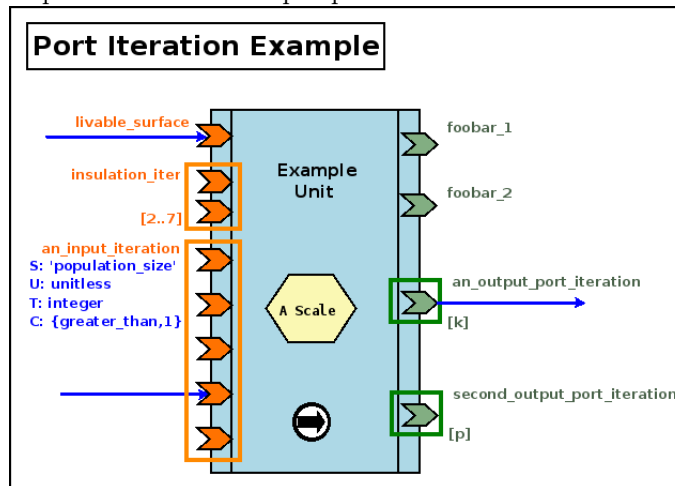 Port Iteration Example
livable_surface
foobar_1
insulation_iter
Example
Unit
foobar_2
[2..7]
an_input_iteration
S: 'population_size'
U: unitless
T: integer
C: {greater_than,1}
an_output_port_iteration
A Scale
[k]
second_output_port_iteration
[p]